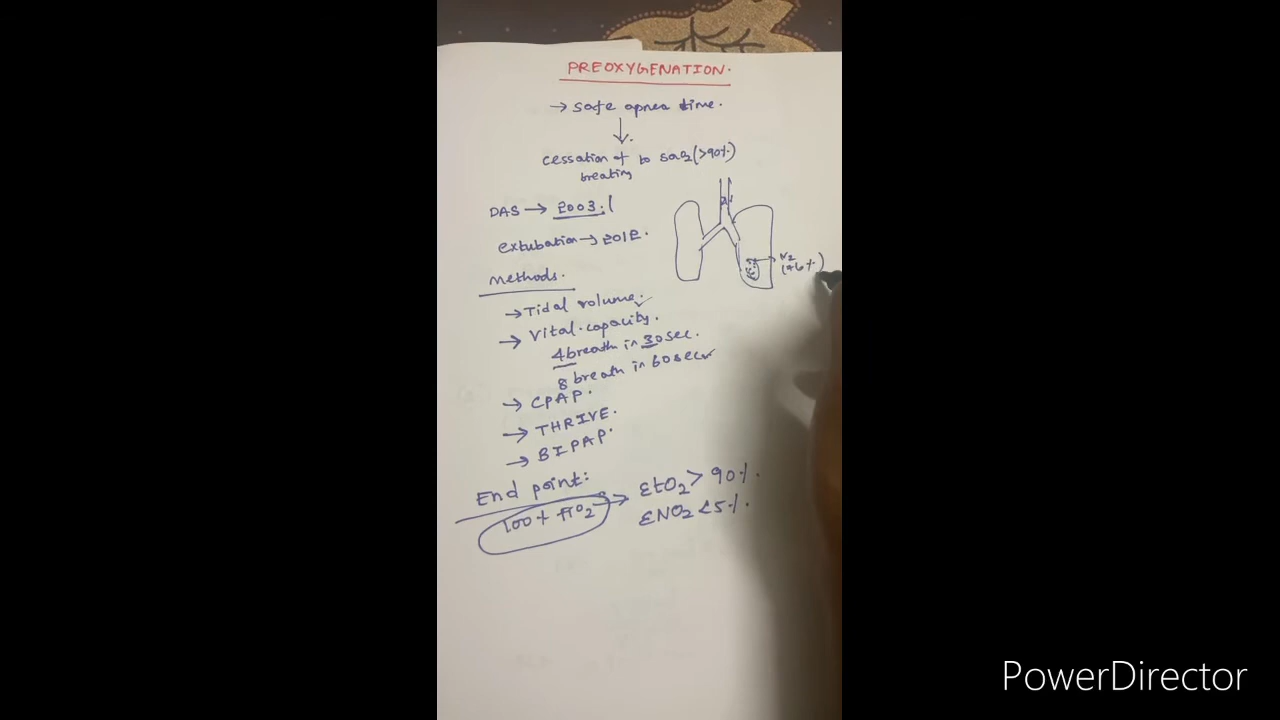 PREOXYGENATION.
→ safe apnea time.
cessation of to SaO2 (>90%)
breating
DAS → 2003.
extubation → 2012.
methods.
→ Tidal volume.
→ Vital capacity.
4 breath in 30 sec.
8 breath in 60 sec
→ CPAP.
→ THRIVE.
→ BIPAP.
N2
End point:
100% FIO2 → EtO2 > 90%.
ENO2 < 5%.
PowerDirector